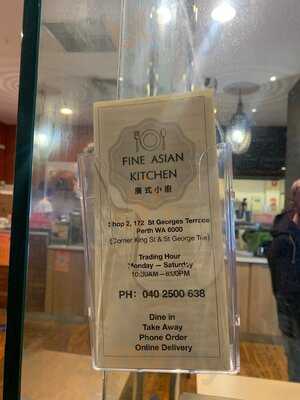 FINE ASIAN
KITCHEN
廣式小廚
Shop 2, 172 St Georges Terrace
Perth WA 6000
(Corner King St & St George Tce)
Trading Hour
Monday — Saturday
10:30AM—8:00PM
PH: 040 2500 638
Dine in
Take Away
Phone Order
Online Delivery